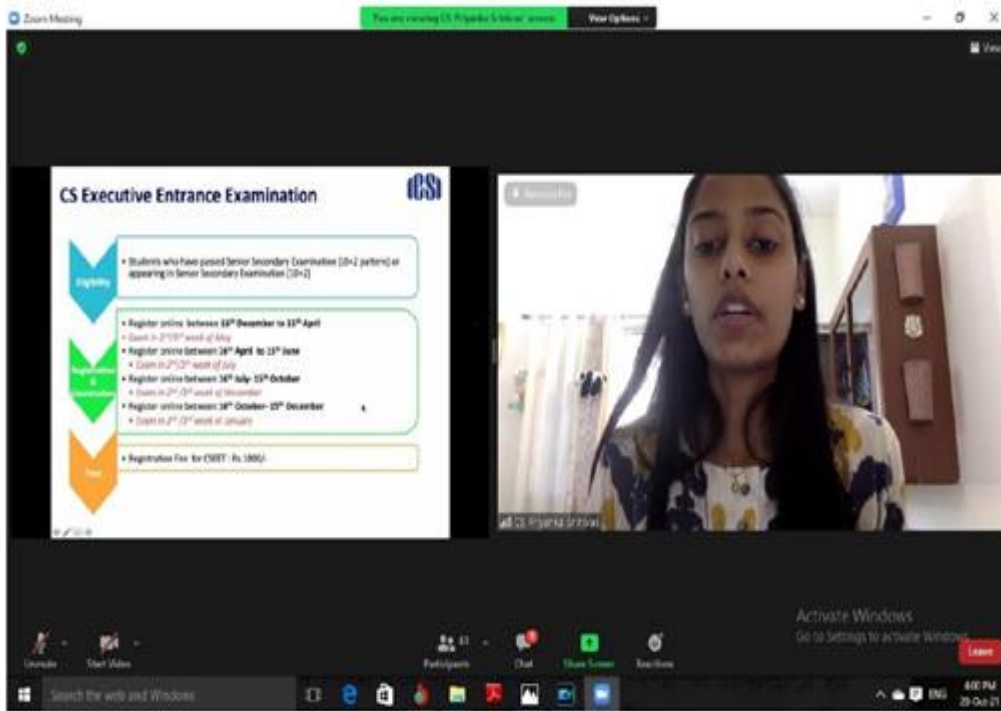 Zoom Meeting
You are viewing CS Priyanka Srinivas' screen
View Options
View
CS Executive Entrance Examination
ICSI
Eligibility
• Students who have passed Senior Secondary Examination (10+2 pattern) or
appearing in Senior Secondary Examination (10+2)
Registration
&
Examination
• Register online between 16th December to 15th April
• Exam in 2nd/3rd week of May
• Register online between 16th April to 15th June
• Exam in 2nd/3rd week of July
• Register online between 16th July- 15th October
• Exam in 2nd/3rd week of November
• Register online between 16th October- 15th December
• Exam in 2nd/3rd week of January
Fees
• Registration Fee for CSEET : Rs.1000/-
CS Priyanka Srinivas
Activate Windows
Go to Settings to activate Windows.
Unmute
Start Video
41
Participants
Chat
Share Screen
Reactions
Leave
Search the web and Windows
ENG
4:00 PM